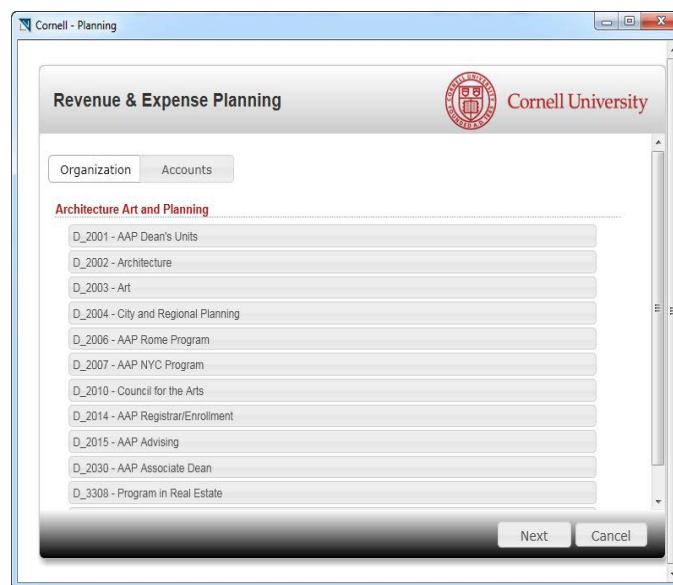 Cornell - Planning
Revenue & Expense Planning
Cornell University
Organization
Accounts
Architecture Art and Planning
D_2001 - AAP Dean's Units
D_2002 - Architecture
D_2003 - Art
D_2004 - City and Regional Planning
D_2006 - AAP Rome Program
D_2007 - AAP NYC Program
D_2010 - Council for the Arts
D_2014 - AAP Registrar/Enrollment
D_2015 - AAP Advising
D_2030 - AAP Associate Dean
D_3308 - Program in Real Estate
Next
Cancel